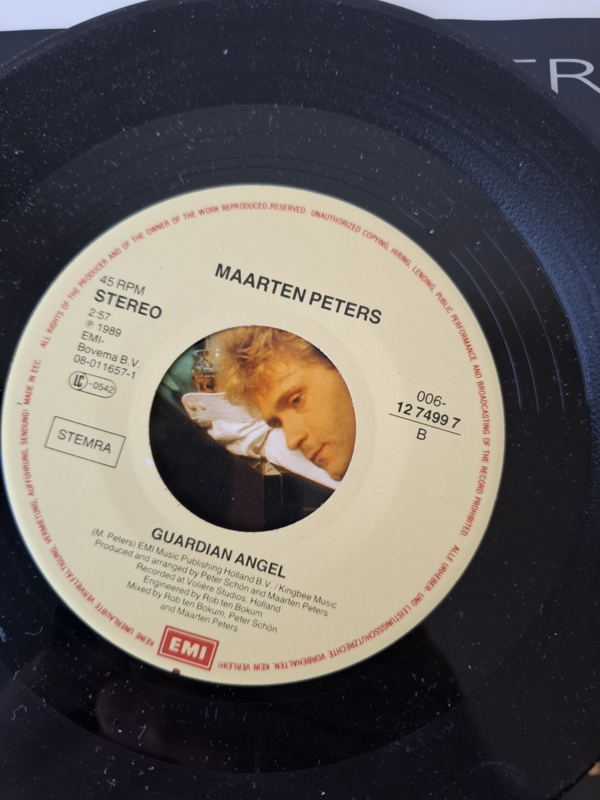 ER
MAARTEN PETERS
45 RPM
STEREO
2:57
℗ 1989
EMI-
Bovema B.V.
08-011657-1
LC-0542
STEMRA
006-
12 7499 7
B
GUARDIAN ANGEL
(M. Peters) EMI Music Publishing Holland B.V. / Kingbee Music
Produced and arranged by Peter Schön and Maarten Peters
Recorded at Volière Studios, Holland
Engineered by Rob ten Bokum
Mixed by Rob ten Bokum, Peter Schön
and Maarten Peters
EMI
ALL RIGHTS OF THE PRODUCER AND OF THE OWNER OF THE WORK REPRODUCED RESERVED. UNAUTHORIZED COPYING, HIRING, LENDING, PUBLIC PERFORMANCE AND BROADCASTING OF THE RECORD PROHIBITED. ALLE URHEBER- UND LEISTUNGSSCHUTZRECHTE VORBEHALTEN. KEIN VERLEIH! KEINE UNERLAUBTE VERVIELFÄLTIGUNG, VERMIETUNG, AUFFÜHRUNG, SENDUNG! MADE IN EEC.